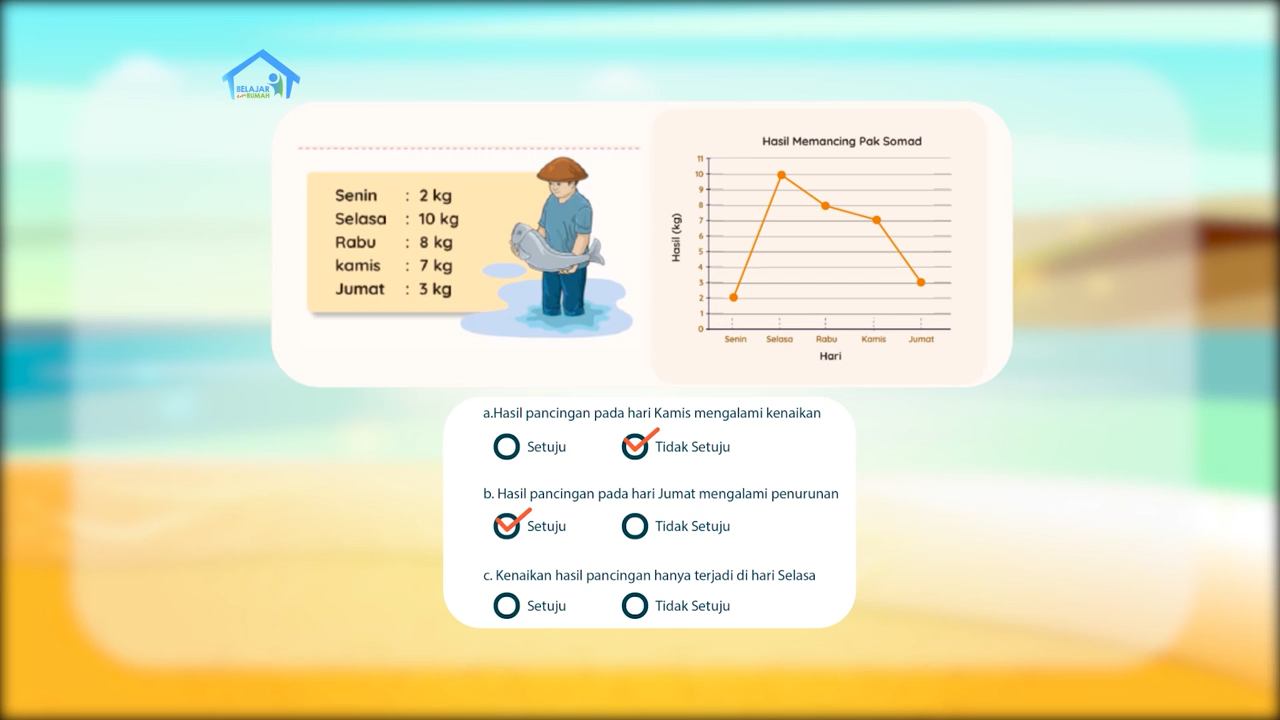 BELAJAR
dari RUMAH
Senin : 2 kg
Selasa : 10 kg
Rabu : 8 kg
kamis : 7 kg
Jumat : 3 kg
Hasil Memancing Pak Somad
Hasil (kg)
11
10
9
8
7
6
5
4
3
2
1
0
Senin Selasa Rabu Kamis Jumat
Hari
a.Hasil pancingan pada hari Kamis mengalami kenaikan
Setuju Tidak Setuju
b. Hasil pancingan pada hari Jumat mengalami penurunan
Setuju Tidak Setuju
c. Kenaikan hasil pancingan hanya terjadi di hari Selasa
Setuju Tidak Setuju